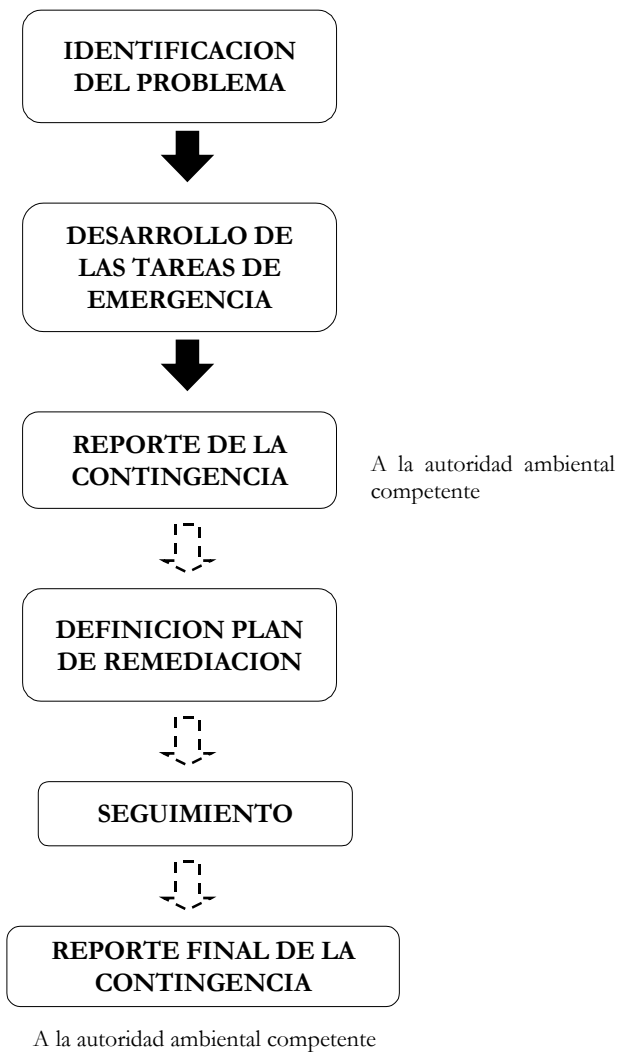 IDENTIFICACION
DEL PROBLEMA
DESARROLLO DE
LAS TAREAS DE
EMERGENCIA
REPORTE DE LA
CONTINGENCIA
A la autoridad ambiental
competente
DEFINICION PLAN
DE REMEDIACION
SEGUIMIENTO
REPORTE FINAL DE LA
CONTINGENCIA
A la autoridad ambiental competente